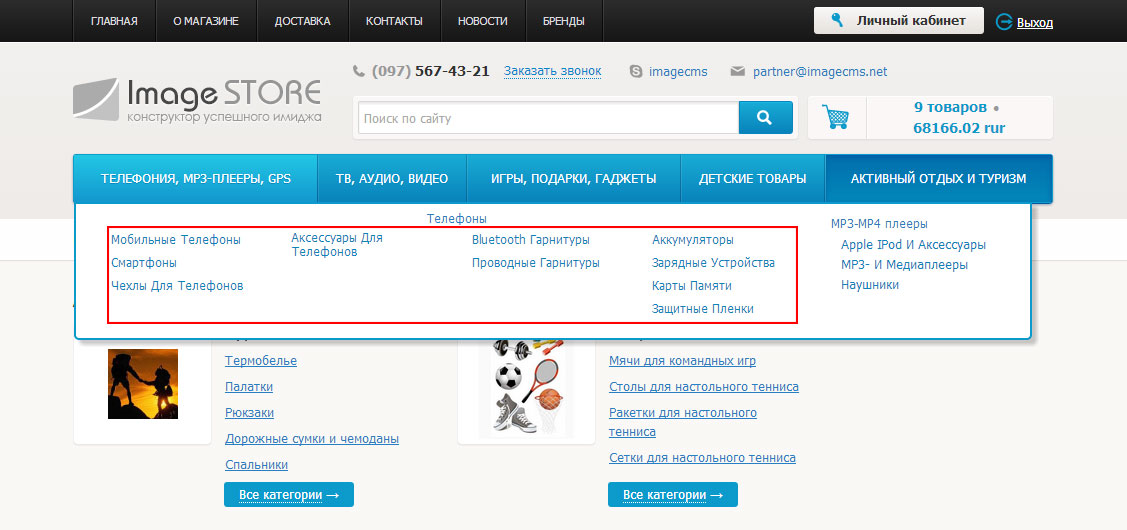 ГЛАВНАЯ О МАГАЗИНЕ ДОСТАВКА КОНТАКТЫ НОВОСТИ БРЕНДЫ Личный кабинет Выход
(097) 567-43-21 Заказать звонок imagecms partner@imagecms.net
Image STORE
конструктор успешного имиджа
Поиск по сайту
9 товаров
68166.02 rur
ТЕЛЕФОНИЯ, МР3-ПЛЕЕРЫ, GPS ТВ, АУДИО, ВИДЕО ИГРЫ, ПОДАРКИ, ГАДЖЕТЫ ДЕТСКИЕ ТОВАРЫ АКТИВНЫЙ ОТДЫХ И ТУРИЗМ
Телефоны
Мобильные Телефоны
Смартфоны
Чехлы Для Телефонов
Аксессуары Для
Телефонов
Bluetooth Гарнитуры
Проводные Гарнитуры
Аккумуляторы
Зарядные Устройства
Карты Памяти
Защитные Пленки
MP3-MP4 плееры
Apple IPod И Аксессуары
MP3- И Медиаплееры
Наушники
Термобелье
Палатки
Рюкзаки
Дорожные сумки и чемоданы
Спальники
Все категории →
Мячи для командных игр
Столы для настольного тенниса
Ракетки для настольного
тенниса
Сетки для настольного тенниса
Все категории →